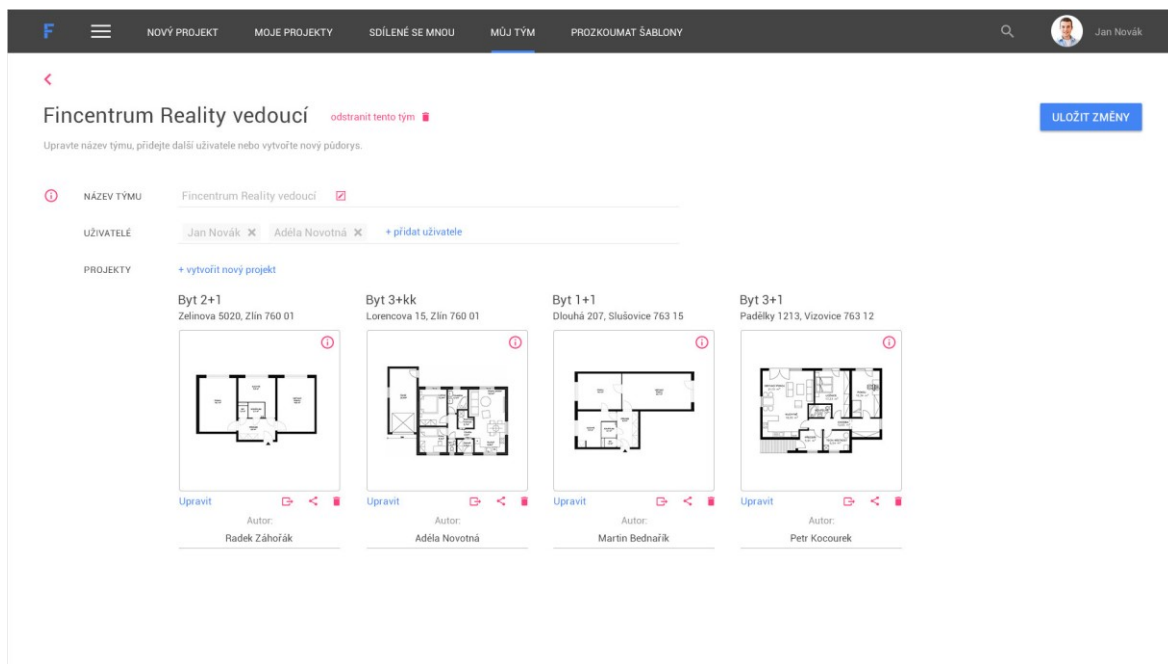 F NOVÝ PROJEKT MOJE PROJEKTY SDÍLENÉ SE MNOU MŮJ TÝM PROZKOUMAT ŠABLONY Jan Novák
Fincentrum Reality vedoucí odstranit tento tým ULOŽIT ZMĚNY
Upravte název týmu, přidejte další uživatele nebo vytvořte nový půdorys.
NÁZEV TÝMU Fincentrum Reality vedoucí
UŽIVATELÉ Jan Novák Adéla Novotná + přidat uživatele
PROJEKTY + vytvořit nový projekt
Byt 2+1 Byt 3+kk Byt 1+1 Byt 3+1
Zelinova 5020, Zlín 760 01 Lorencova 15, Zlín 760 01 Dlouhá 207, Slušovice 763 15 Padělky 1213, Vizovice 763 12
Upravit Upravit Upravit Upravit
Autor: Autor: Autor: Autor:
Radek Záhořák Adéla Novotná Martin Bednařík Petr Kocourek